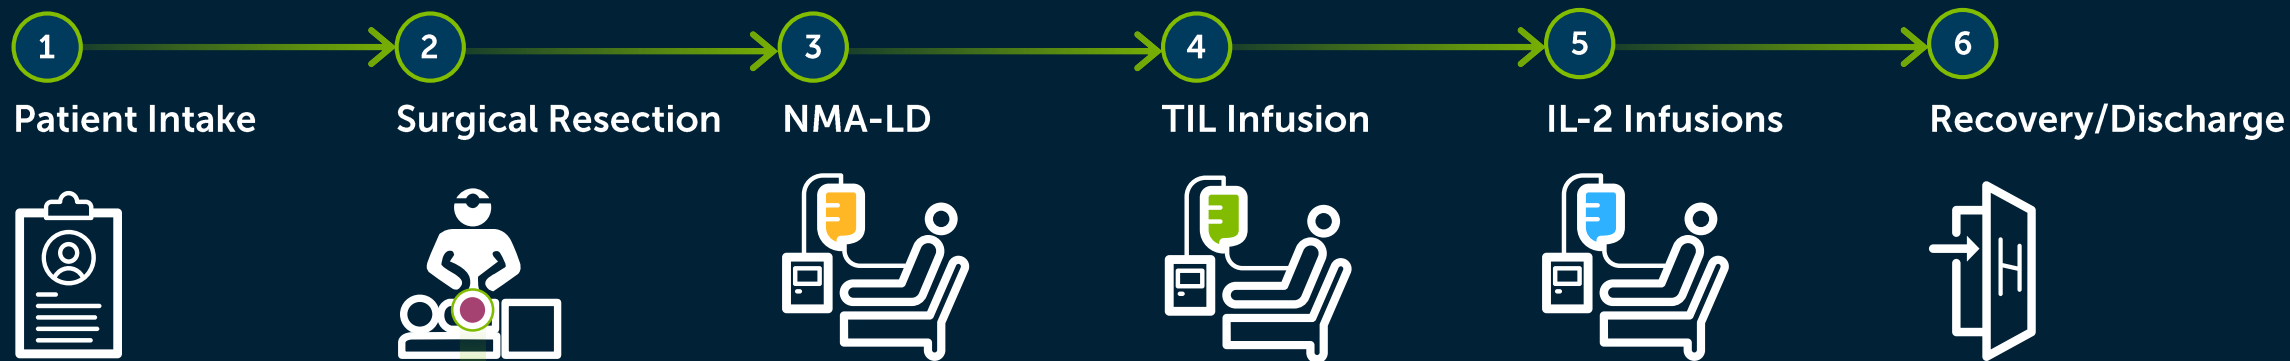 1
2
3
4
5
6
Patient Intake
Surgical Resection
NMA-LD
TIL Infusion
IL-2 Infusions
Recovery/Discharge
H